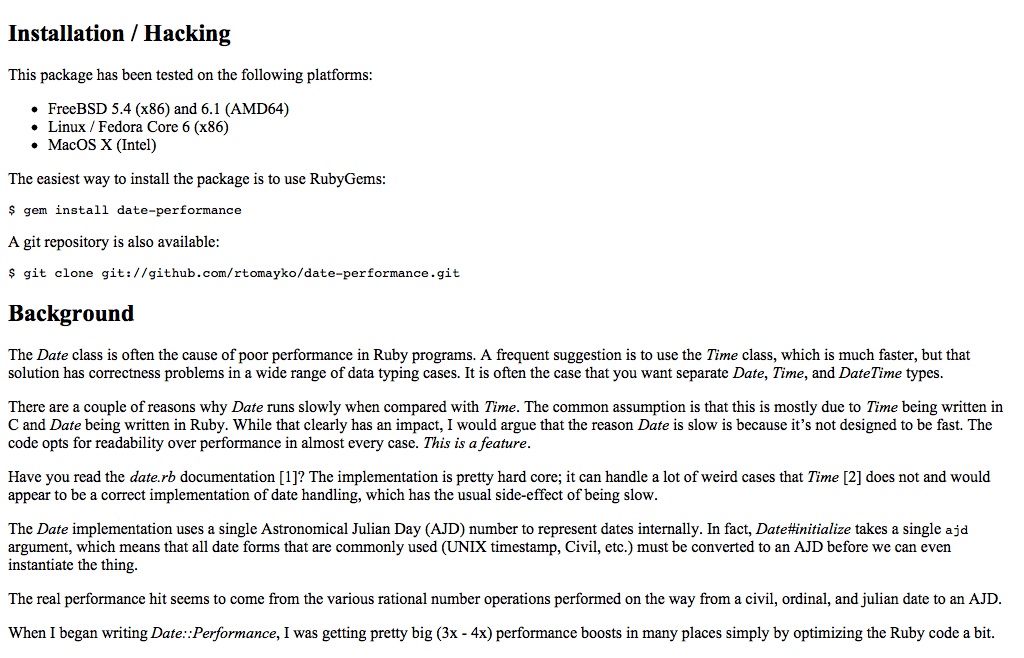 Installation / Hacking
This package has been tested on the following platforms:
• FreeBSD 5.4 (x86) and 6.1 (AMD64)
• Linux / Fedora Core 6 (x86)
• MacOS X (Intel)
The easiest way to install the package is to use RubyGems:
$ gem install date-performance
A git repository is also available:
$ git clone git://github.com/rtomayko/date-performance.git
Background
The Date class is often the cause of poor performance in Ruby programs. A frequent suggestion is to use the Time class, which is much faster, but that
solution has correctness problems in a wide range of data typing cases. It is often the case that you want separate Date, Time, and DateTime types.
There are a couple of reasons why Date runs slowly when compared with Time. The common assumption is that this is mostly due to Time being written in
C and Date being written in Ruby. While that clearly has an impact, I would argue that the reason Date is slow is because it’s not designed to be fast. The
code opts for readability over performance in almost every case. This is a feature.
Have you read the date.rb documentation [1]? The implementation is pretty hard core; it can handle a lot of weird cases that Time [2] does not and would
appear to be a correct implementation of date handling, which has the usual side-effect of being slow.
The Date implementation uses a single Astronomical Julian Day (AJD) number to represent dates internally. In fact, Date#initialize takes a single ajd
argument, which means that all date forms that are commonly used (UNIX timestamp, Civil, etc.) must be converted to an AJD before we can even
instantiate the thing.
The real performance hit seems to come from the various rational number operations performed on the way from a civil, ordinal, and julian date to an AJD.
When I began writing Date::Performance, I was getting pretty big (3x - 4x) performance boosts in many places simply by optimizing the Ruby code a bit.